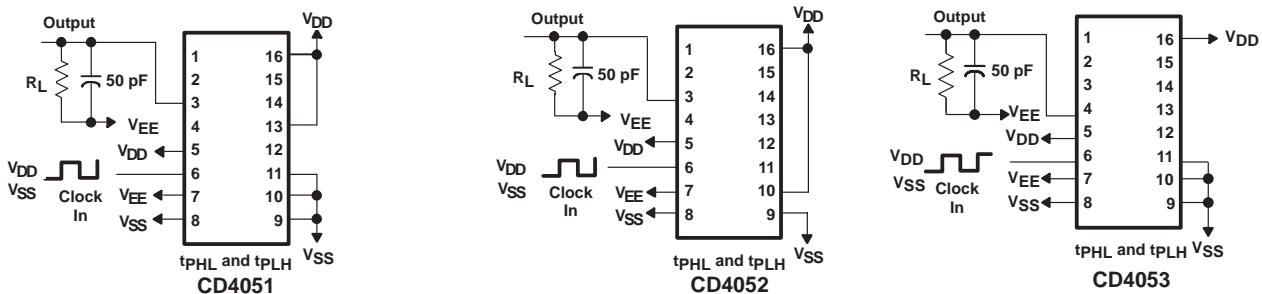 Output
VDD
1
16
2
15
RL
50 pF
3
14
VEE
4
13
VDD
5
12
VDD
6
11
VSS
Clock
In
VEE
7
10
VSS
8
9
VSS
tPHL and tPLH
CD4051
Output
VDD
1
16
2
15
RL
50 pF
3
14
VEE
4
13
VDD
5
12
VDD
6
11
VSS
Clock
In
VEE
7
10
VSS
8
9
VSS
tPHL and tPLH
CD4052
Output
1
16
VDD
2
15
RL
50 pF
3
14
VEE
4
13
VDD
5
12
VDD
6
11
VSS
Clock
In
VEE
7
10
VSS
8
9
tPHL and tPLH
VSS
CD4053